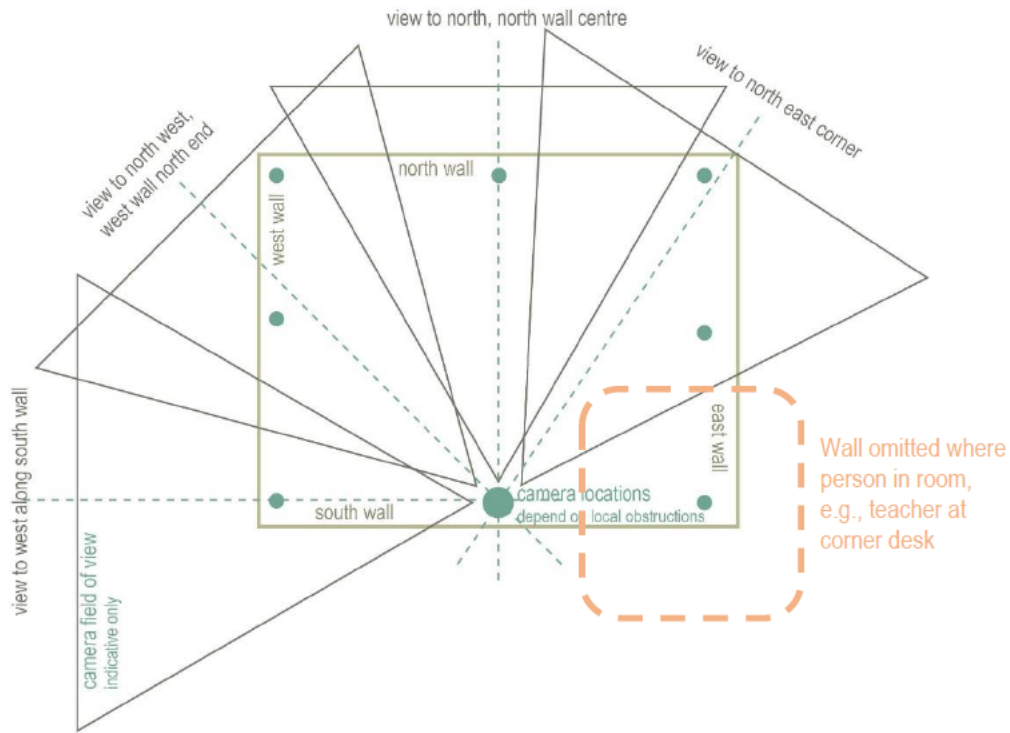 view to north, north wall centre
view to north east corner
view to north west,
west wall north end
north wall
west wall
east wall
view to west along south wall
south wall
camera locations
depend on local obstructions
camera field of view
indicative only
Wall omitted where
person in room,
e.g., teacher at
corner desk